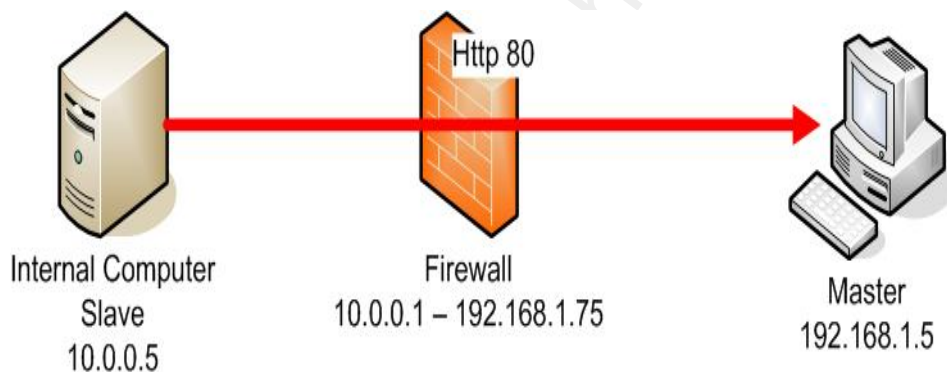 Http 80
Internal Computer
Slave
10.0.0.5
Firewall
10.0.0.1 – 192.168.1.75
Master
192.168.1.5